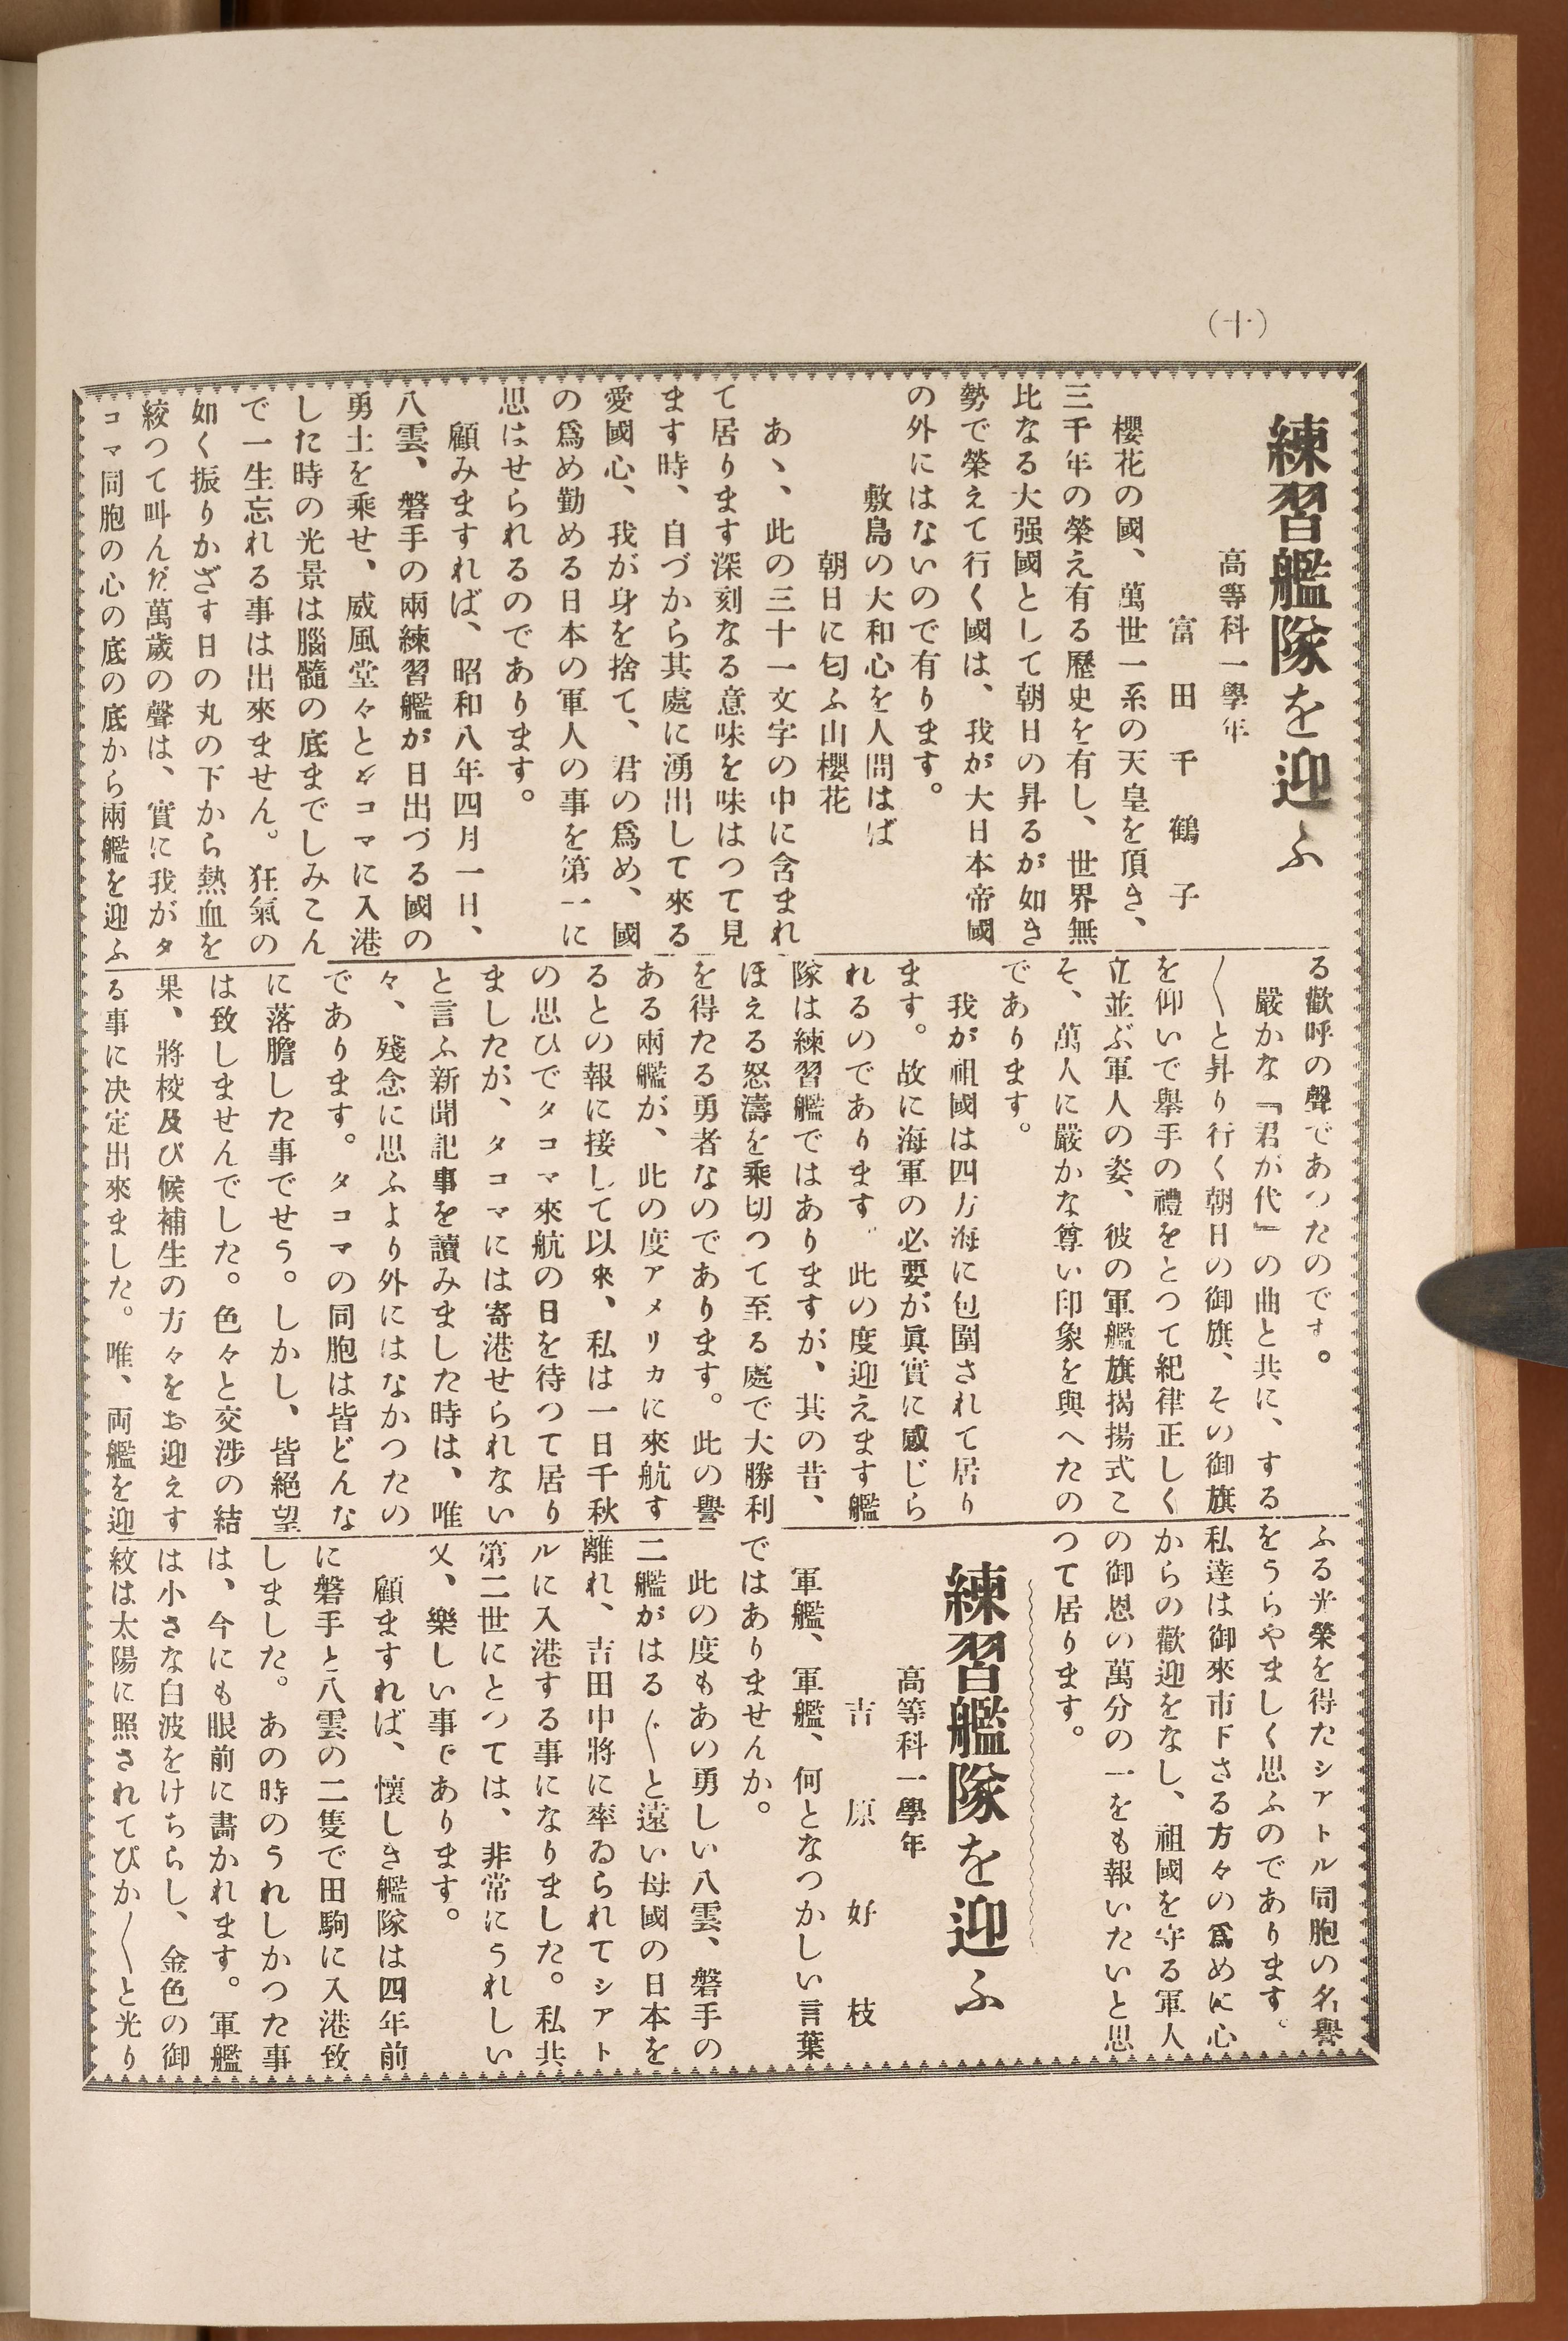 (十)
練習艦隊を迎ふ
高等科一學年
富田千鶴子
櫻花の國、萬世一系の天皇を頂き、
三千年の榮え有る歷史を有し、世界無
比なる大强國として朝日の昇るが如き
勢で榮えて行く國は、我が大日本帝國
の外にはないので有ります。
敷島の大和心を人問はば
朝日に匂ふ山櫻花
あゝ、此の三十一文字の中に含まれ
て居ります深刻なる意味を味はつて見
ます時、自づから其處に湧出して來る
愛國心、我が身を捨て、君の爲め、國
の爲め勤める日本の軍人の事を第一に
思はせられるのであります。
顧みますれば、昭和八年四月一日、
八雲、磐手の兩練習艦が日出づる國の
勇士を乘せ、威風堂々とタコマに入港
した時の光景は腦髓の底までしみこん
で一生忘れる事は出來ません。狂氣の
如く振りかざす日の丸の下から熱血を
絞つて叫んだ萬歲の聲は、實に我がタ
コマ同胞の心の底の底から兩艦を迎ふ
る歡呼の聲であつたのです。
嚴かな『君が代』の曲と共に、する
〱と昇り行く朝日の御旗、その御旗
を仰いで擧手の禮をとつて紀律正しく
立並ぶ軍人の姿、彼の軍艦旗揭揚式こ
そ、萬人に嚴かな尊い印象を與へたの
であります。
我が祖國は四方海に包圍されて居り
ます。故に海軍の必要が眞實に感じら
れるのであります。此の度迎えます艦
隊は練習艦ではありますが、其の昔、
ほえる怒濤を乘切つて至る處で大勝利
を得たる勇者なのであります。此の譽
ある兩艦が、此の度アメリカに來航す
るとの報に接して以來、私は一日千秋
の思ひでタコマ來航の日を待つて居り
ましたが、タコマには寄港せられない
と言ふ新聞記事を讀みました時は、唯
々、殘念に思ふより外にはなかつたの
であります。タコマの同胞は皆どんな
に落膽した事でせう。しかし、皆絕望
は致しませんでした。色々と交涉の結
果、將校及び候補生の方々をお迎えす
る事に决定出來ました。唯、両艦を迎
ふる光榮を得たシアトル同胞の名譽
をうらやましく思ふのであります。
私達は御來市下さる方々の爲めに心
からの歡迎をなし、祖國を守る軍人
の御恩の萬分の一をも報いたいと思
つて居ります。
練習艦隊を迎ふ
高等科一學年
吉原好枝
軍艦、軍艦、何となつかしい言葉
ではありませんか。
此の度もあの勇しい八雲、磐手の
二艦がはる〲と遠い母國の日本を
離れ、吉田中將に率ゐられてシアト
ルに入港する事になりました。私共
第二世にとつては、非常にうれしい
又、樂しい事であります。
顧ますれば、懷しき艦隊は四年前
に磐手と八雲の二隻で田駒に入港致
しました。あの時のうれしかつた事
は、今にも眼前に畵かれます。軍艦
は小さな白波をけちらし、金色の御
紋は太陽に照されてぴか〱と光り